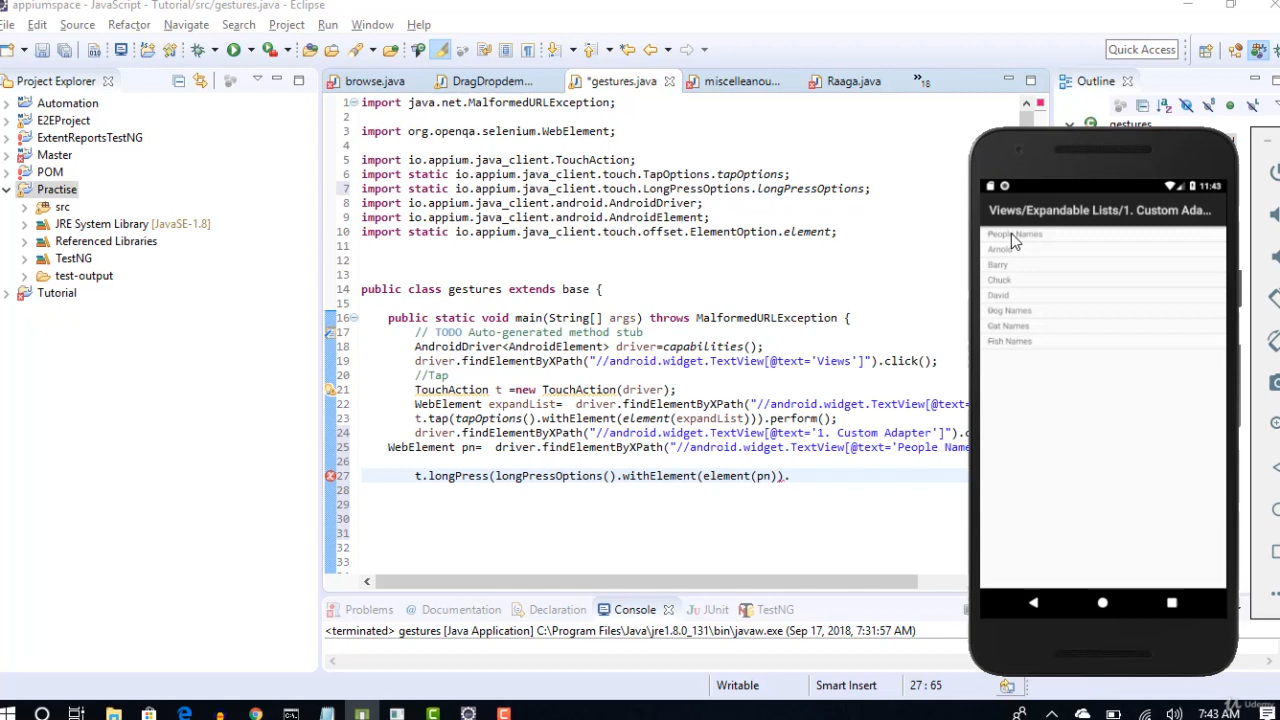 appiumspace - JavaScript - Tutorial/src/gestures.java - Eclipse
File Edit Source Refactor Navigate Search Project Run Window Help
Quick Access
Project Explorer
browse.java
DragDropdem...
*gestures.java
miscelleanou...
Raaga.java
18
Outline
Automation
E2EProject
ExtentReportsTestNG
Master
POM
Practise
src
JRE System Library [JavaSE-1.8]
Referenced Libraries
TestNG
test-output
Tutorial
1 import java.net.MalformedURLException;
2
3 import org.openqa.selenium.WebElement;
5 import io.appium.java_client.TouchAction;
6 import static io.appium.java_client.touch.TapOptions.tapOptions;
7 import static io.appium.java_client.touch.LongPressOptions.longPressOptions;
8 import io.appium.java_client.android.AndroidDriver;
9 import io.appium.java_client.android.AndroidElement;
10 import static io.appium.java_client.touch.offset.ElementOption.element;
12
13
14 public class gestures extends base {
15
16 public static void main(String[] args) throws MalformedURLException {
17 // TODO Auto-generated method stub
18 AndroidDriver<AndroidElement> driver=capabilities();
19 driver.findElementByXPath("//android.widget.TextView[@text='Views']").click();
20 //Tap
21 TouchAction t =new TouchAction(driver);
22 WebElement expandList= driver.findElementByXPath("//android.widget.TextView[@text=
23 t.tap(tapOptions().withElement(element(expandList))).perform();
24 driver.findElementByXPath("//android.widget.TextView[@text='1. Custom Adapter']").c
25 WebElement pn= driver.findElementByXPath("//android.widget.TextView[@text='People Name
26
27 t.longPress(longPressOptions().withElement(element(pn)).
28
29
30
31
32
33
gestures
11:43
Views/Expandable Lists/1. Custom Ada...
People Names
Arnold
Barry
Chuck
David
Dog Names
Cat Names
Fish Names
Problems
Documentation
Declaration
Console
JUnit
TestNG
<terminated> gestures [Java Application] C:\Program Files\Java\jre1.8.0_131\bin\javaw.exe (Sep 17, 2018, 7:31:57 AM)
Writable
Smart Insert
27 : 65
7:43 AM
Udemy